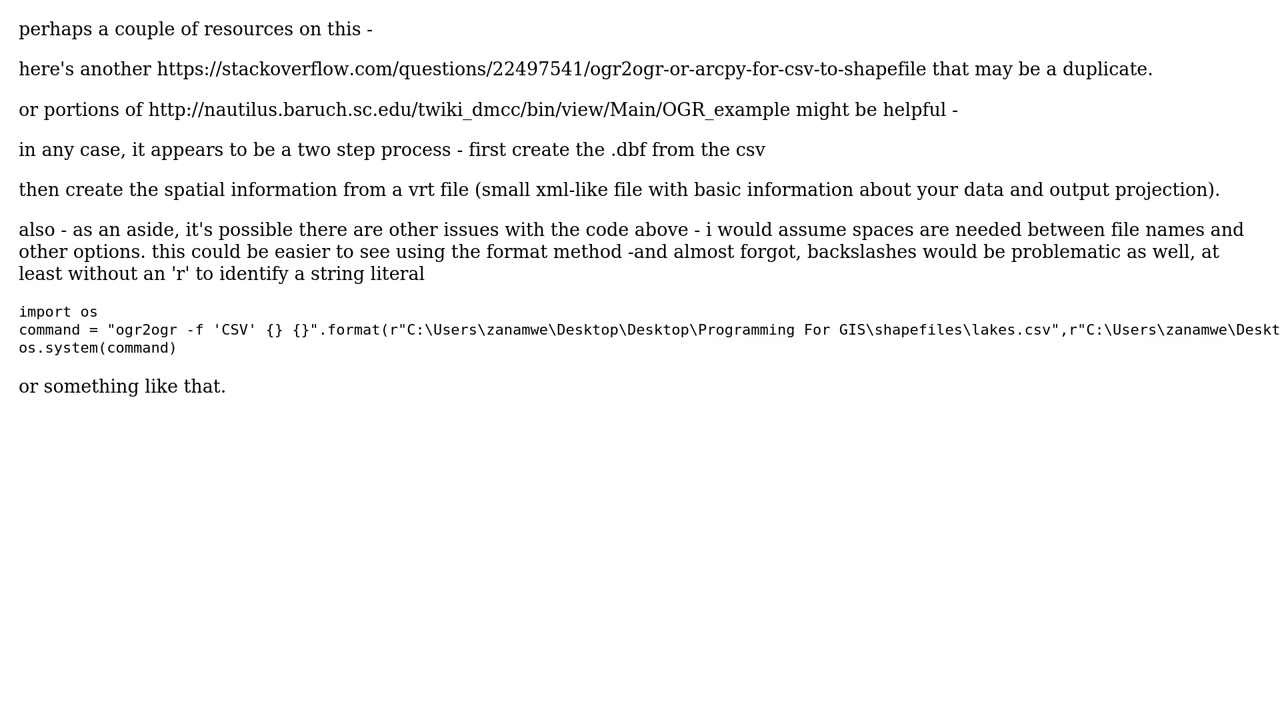 perhaps a couple of resources on this -
here's another https://stackoverflow.com/questions/22497541/ogr2ogr-or-arcpy-for-csv-to-shapefile that may be a duplicate.
or portions of http://nautilus.baruch.sc.edu/twiki_dmcc/bin/view/Main/OGR_example might be helpful -
in any case, it appears to be a two step process - first create the .dbf from the csv
then create the spatial information from a vrt file (small xml-like file with basic information about your data and output projection).
also - as an aside, it's possible there are other issues with the code above - i would assume spaces are needed between file names and
other options. this could be easier to see using the format method -and almost forgot, backslashes would be problematic as well, at
least without an 'r' to identify a string literal
import os
command = "ogr2ogr -f 'CSV' {} {}".format(r"C:\Users\zanamwe\Desktop\Desktop\Programming For GIS\shapefiles\lakes.csv",r"C:\Users\zanamwe\Deskt
os.system(command)
or something like that.